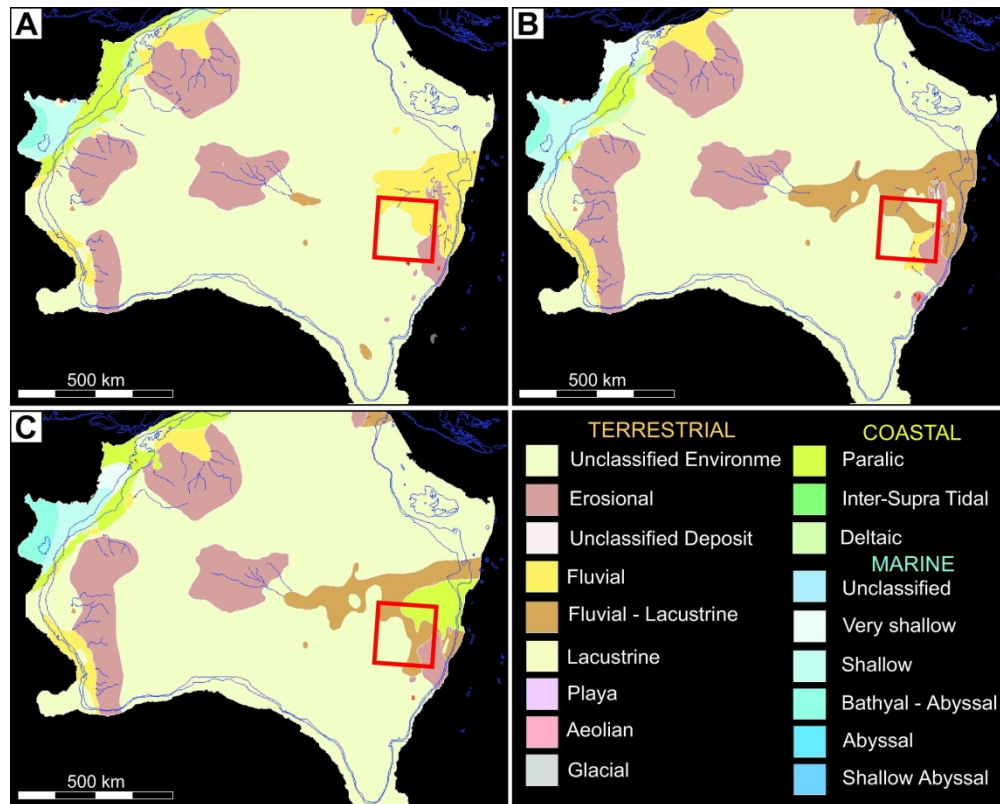 A
500 km
B
500 km
C
500 km
TERRESTRIAL
Unclassified Environme
Erosional
Unclassified Deposit
Fluvial
Fluvial - Lacustrine
Lacustrine
Playa
Aeolian
Glacial
COASTAL
Paralic
Inter-Supra Tidal
Deltaic
MARINE
Unclassified
Very shallow
Shallow
Bathyal - Abyssal
Abyssal
Shallow Abyssal